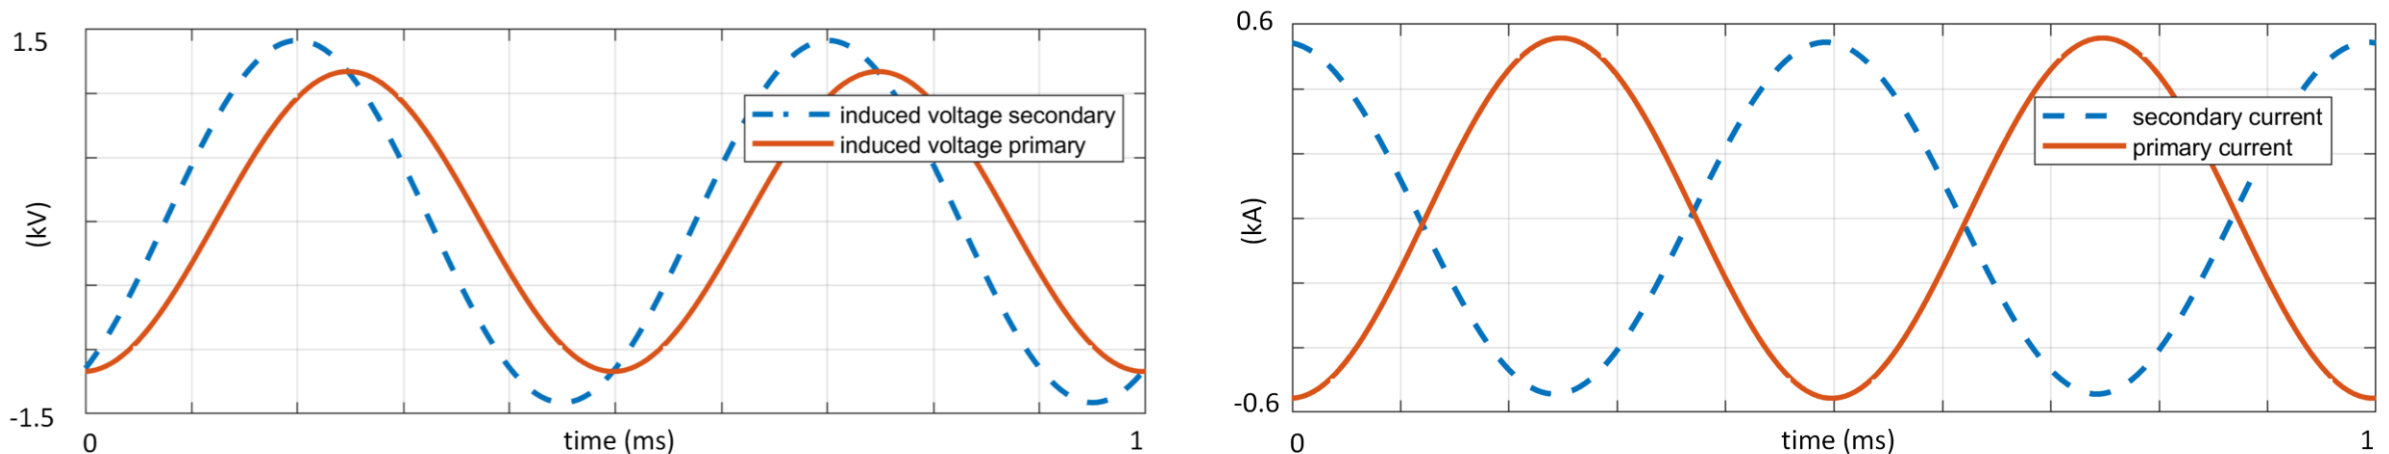 1.5
(kV)
-1.5
0
time (ms)
1
induced voltage secondary
induced voltage primary
0.6
(kA)
-0.6
0
time (ms)
1
secondary current
primary current